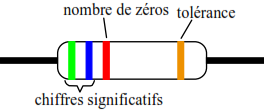 nombre de zéros
tolérance
chiffres significatifs